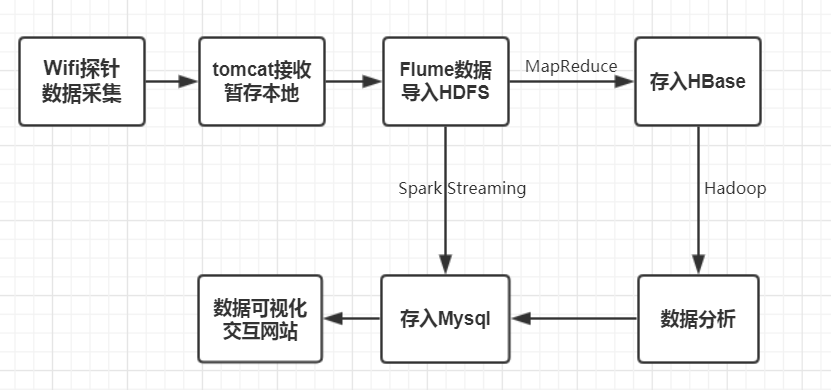 Wifi探针
数据采集
tomcat接收
暂存本地
Flume数据
导入HDFS
MapReduce
存入HBase
Spark Streaming
Hadoop
数据可视化
交互网站
存入Mysql
数据分析